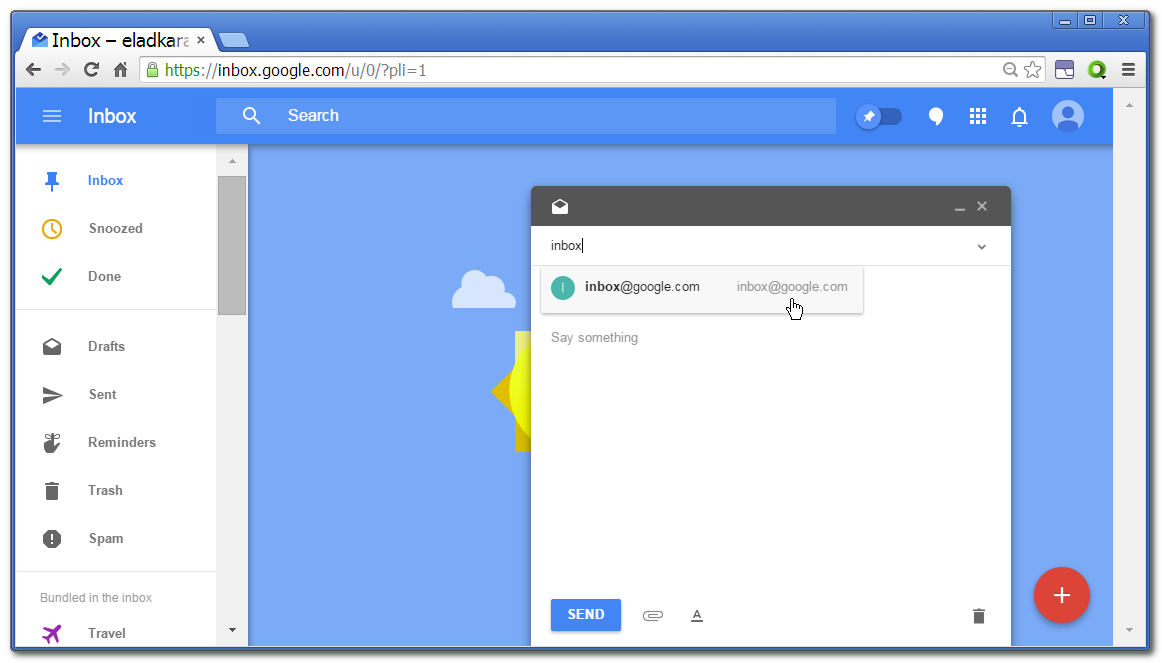 Inbox – eladkara
https://inbox.google.com/u/0/?pli=1
Inbox
Search
Inbox
Snoozed
Done
Drafts
Sent
Reminders
Trash
Spam
Bundled in the inbox
Travel
inbox
I inbox@google.com inbox@google.com
Say something
SEND
A